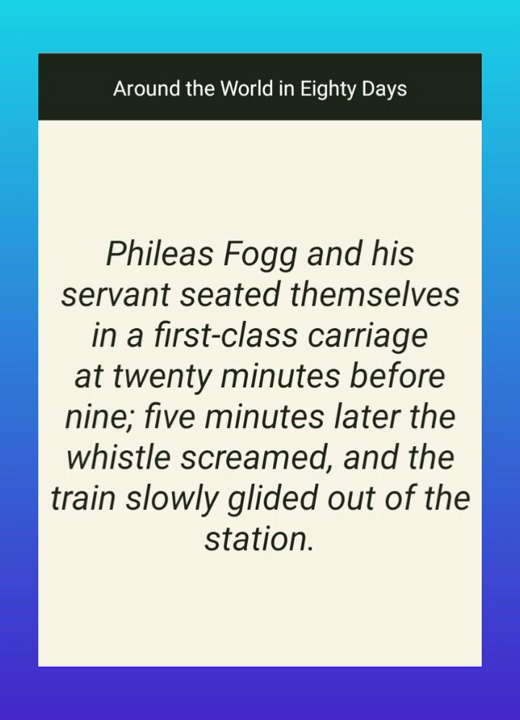 Around the World in Eighty Days
Phileas Fogg and his
servant seated themselves
in a first-class carriage
at twenty minutes before
nine; five minutes later the
whistle screamed, and the
train slowly glided out of the
station.